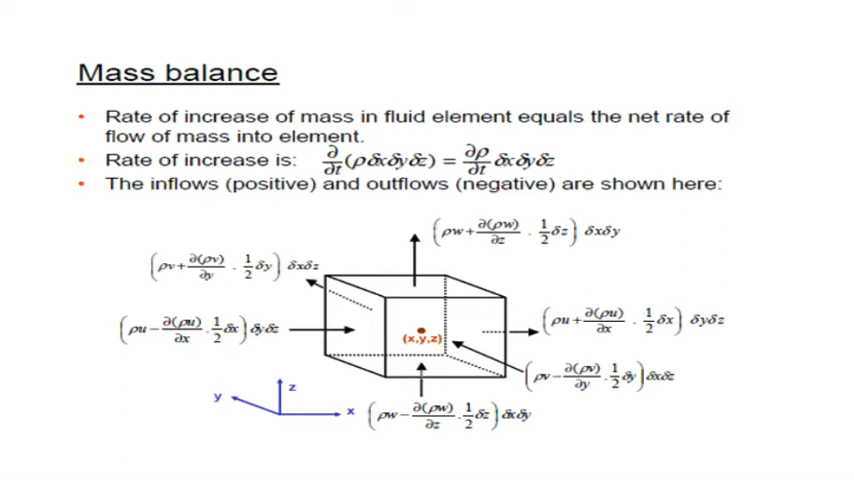 Mass balance
• Rate of increase of mass in fluid element equals the net rate of
flow of mass into element.
• Rate of increase is: ∂/∂t (ρδxδyδz) = ∂ρ/∂t δxδyδz
• The inflows (positive) and outflows (negative) are shown here:
(ρw + ∂(ρw)/∂z . 1/2 δz) δxδy
(ρv + ∂(ρv)/∂y . 1/2 δy) δxδz
(ρu − ∂(ρu)/∂x . 1/2 δx) δyδz
(ρu + ∂(ρu)/∂x . 1/2 δx) δyδz
(x,y,z)
(ρv − ∂(ρv)/∂y . 1/2 δy) δxδz
z
y
x
(ρw − ∂(ρw)/∂z . 1/2 δz) δxδy